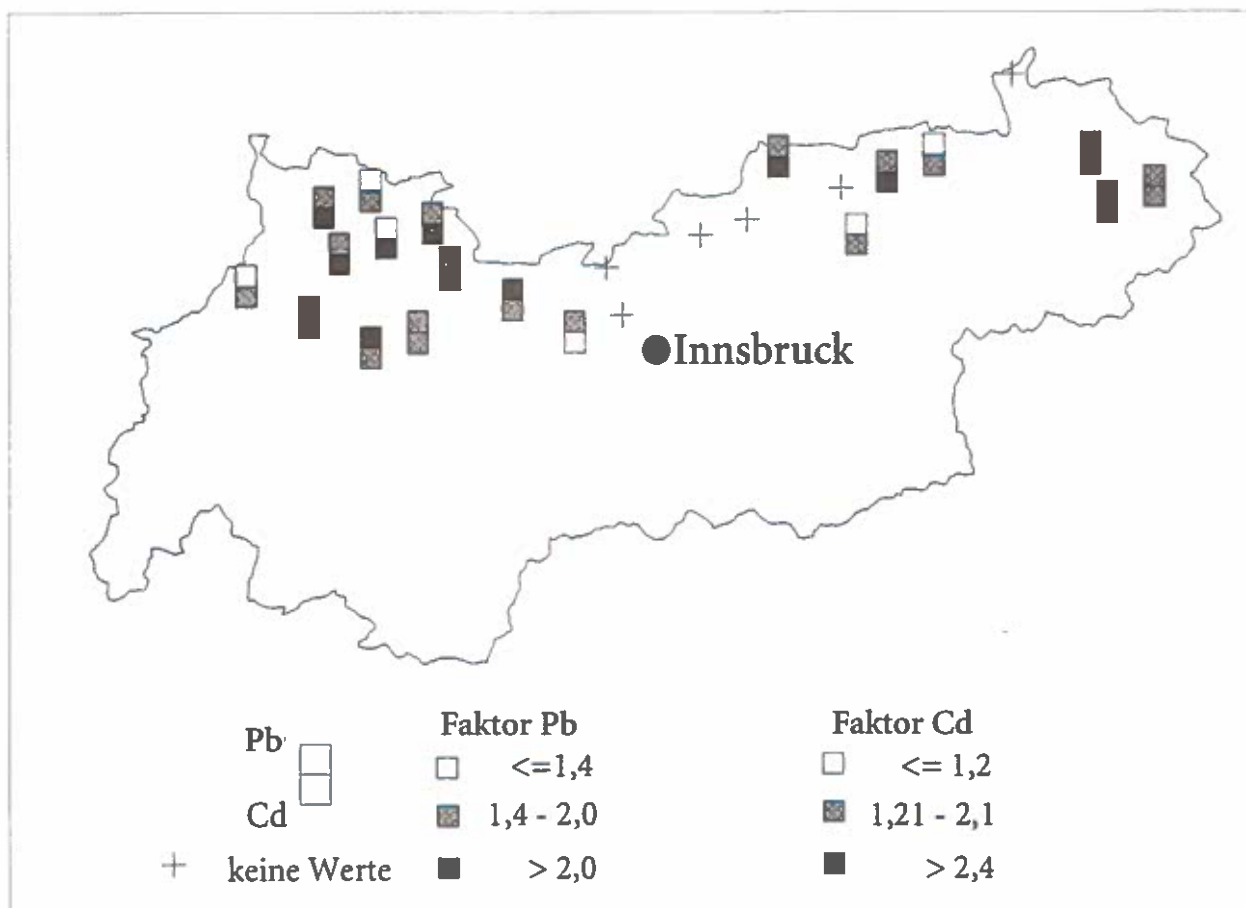 Innsbruck
Pb
Cd
+ keine Werte
Faktor Pb
<=1,4
1,4 - 2,0
> 2,0
Faktor Cd
<= 1,2
1,21 - 2,1
> 2,4